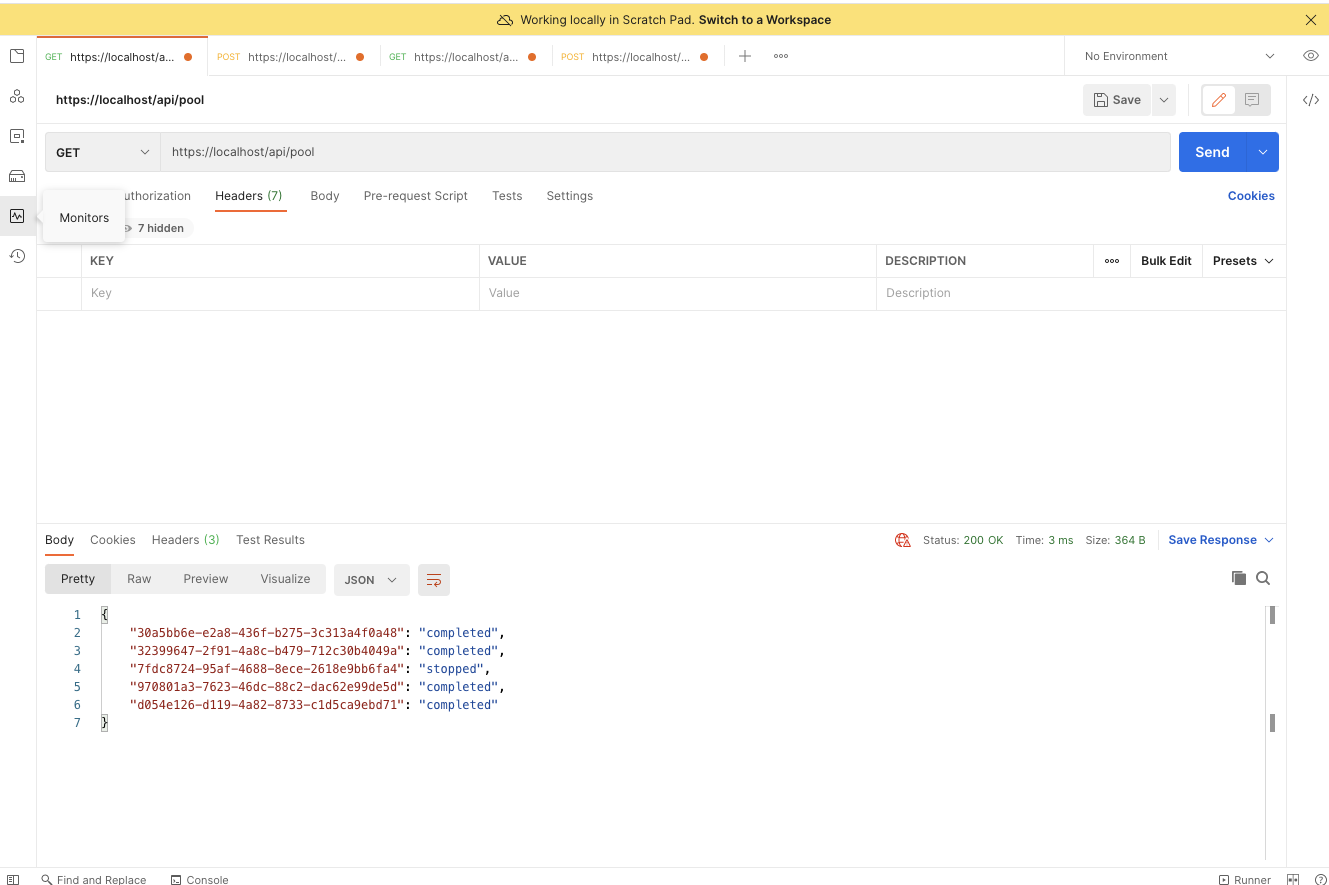 Working locally in Scratch Pad. Switch to a Workspace
GET https://localhost/a... POST https://localhost/... GET https://localhost/a... POST https://localhost/... No Environment
https://localhost/api/pool Save
GET https://localhost/api/pool Send
uthorization Headers (7) Body Pre-request Script Tests Settings Cookies
Monitors
7 hidden
KEY VALUE DESCRIPTION Bulk Edit Presets
Key Value Description
Body Cookies Headers (3) Test Results Status: 200 OK Time: 3 ms Size: 364 B Save Response
Pretty Raw Preview Visualize JSON
1 {
2 "30a5bb6e-e2a8-436f-b275-3c313a4f0a48": "completed",
3 "32399647-2f91-4a8c-b479-712c30b4049a": "completed",
4 "7fdc8724-95af-4688-8ece-2618e9bb6fa4": "stopped",
5 "970801a3-7623-46dc-88c2-dac62e99de5d": "completed",
6 "d054e126-d119-4a82-8733-c1d5ca9ebd71": "completed"
7 }
Find and Replace Console Runner